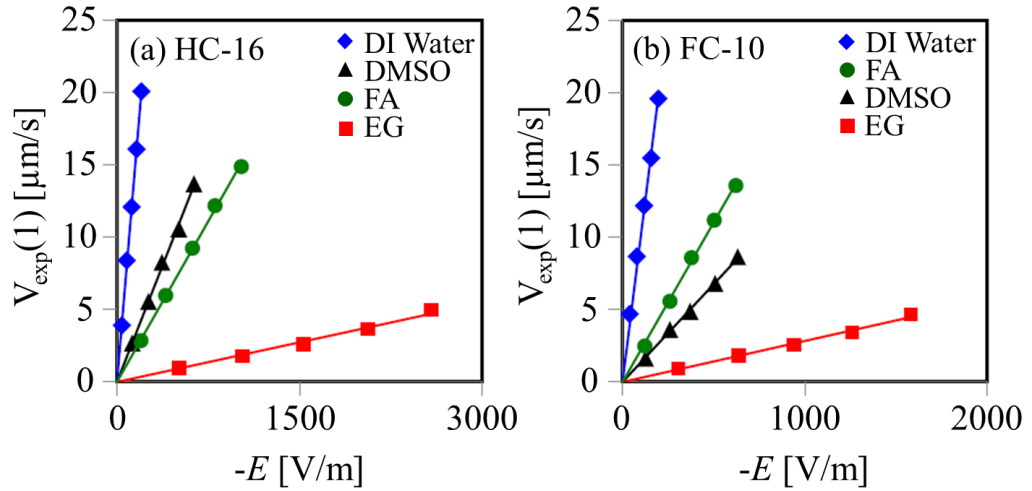 25
20
15
10
5
0
V_exp(1) [μm/s]
(a) HC-16
DI Water
DMSO
FA
EG
0 1500 3000
-E [V/m]
25
20
15
10
5
0
V_exp(1) [μm/s]
(b) FC-10
DI Water
FA
DMSO
EG
0 1000 2000
-E [V/m]